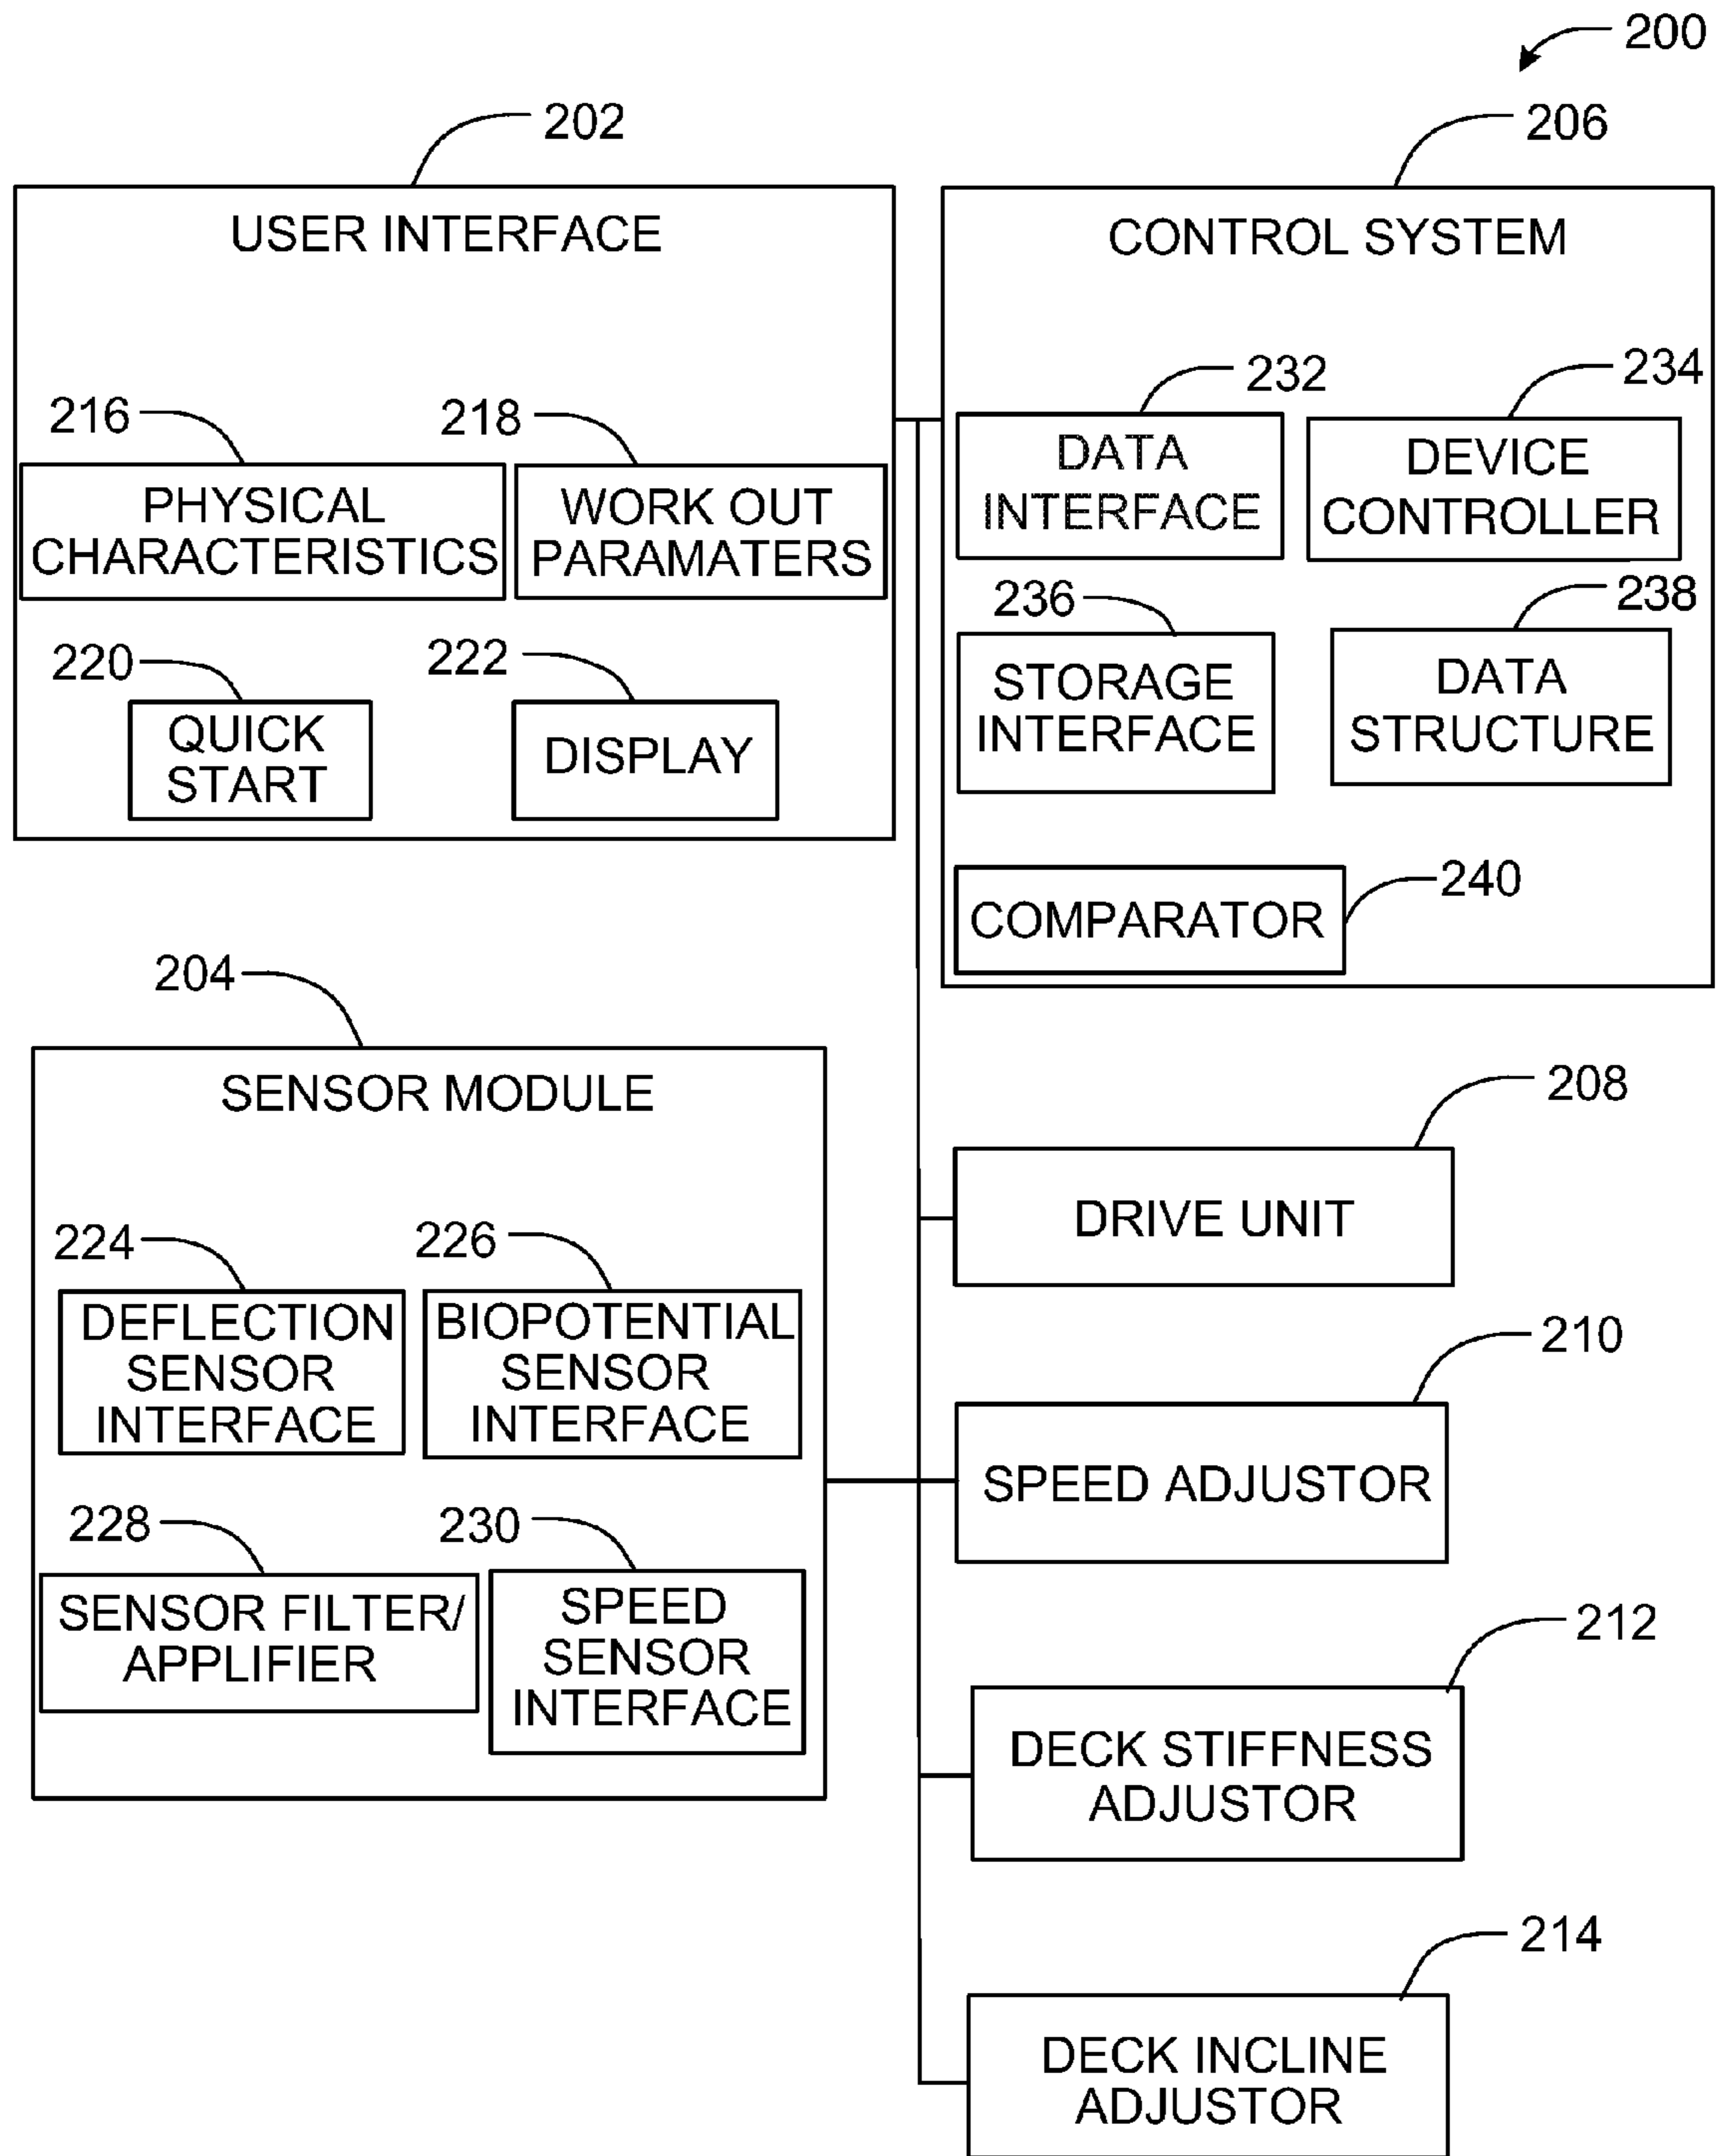 200
202
206
USER INTERFACE
CONTROL SYSTEM
232
234
216
218
DATA
INTERFACE
DEVICE
CONTROLLER
PHYSICAL
CHARACTERISTICS
WORK OUT
PARAMATERS
236
238
220
222
STORAGE
INTERFACE
DATA
STRUCTURE
QUICK
START
DISPLAY
240
COMPARATOR
204
SENSOR MODULE
208
DRIVE UNIT
224
226
DEFLECTION
SENSOR
INTERFACE
BIOPOTENTIAL
SENSOR
INTERFACE
210
SPEED ADJUSTOR
228
230
SENSOR FILTER/
APPLIFIER
SPEED
SENSOR
INTERFACE
212
DECK STIFFNESS
ADJUSTOR
214
DECK INCLINE
ADJUSTOR